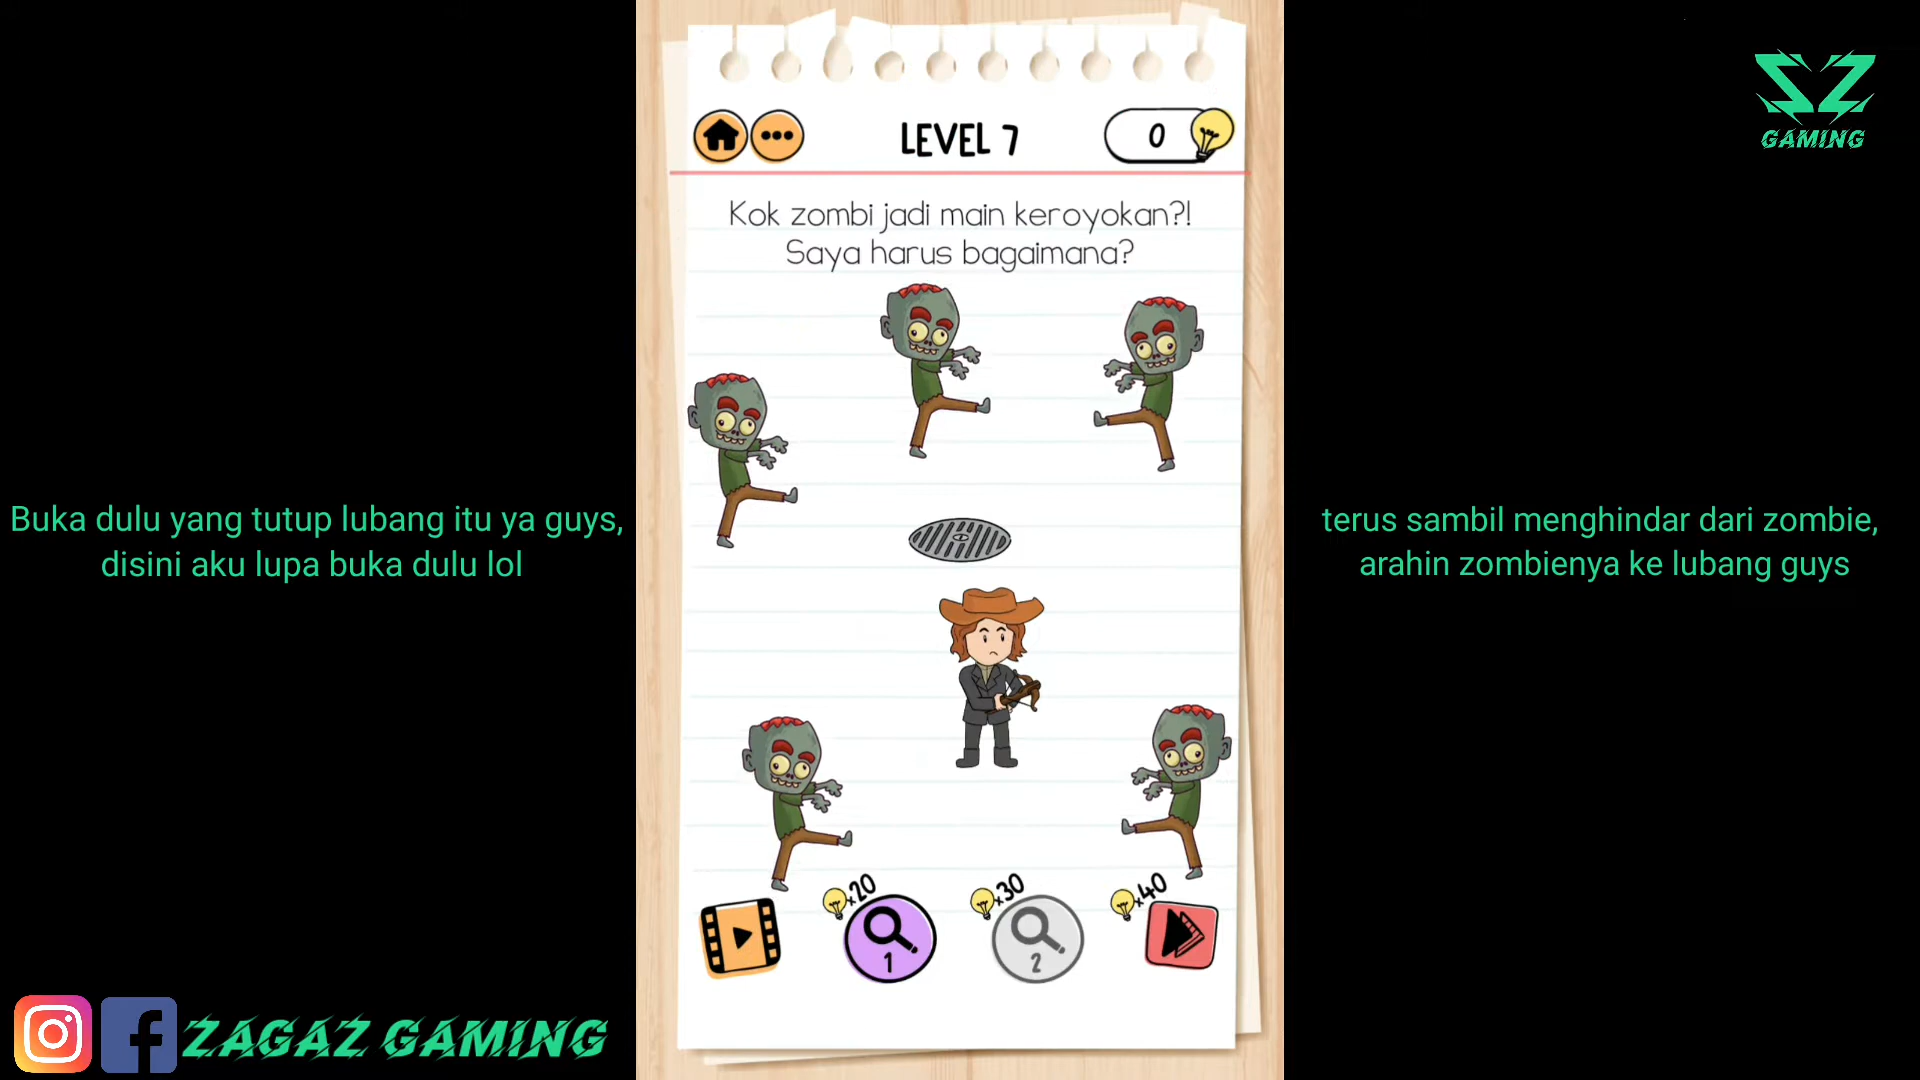 GAMING
LEVEL 7
0
Kok zombi jadi main keroyokan?!
Saya harus bagaimana?
Buka dulu yang tutup lubang itu ya guys,
disini aku lupa buka dulu lol
terus sambil menghindar dari zombie,
arahin zombienya ke lubang guys
x20
x30
x40
1
2
ZAGAZ GAMING